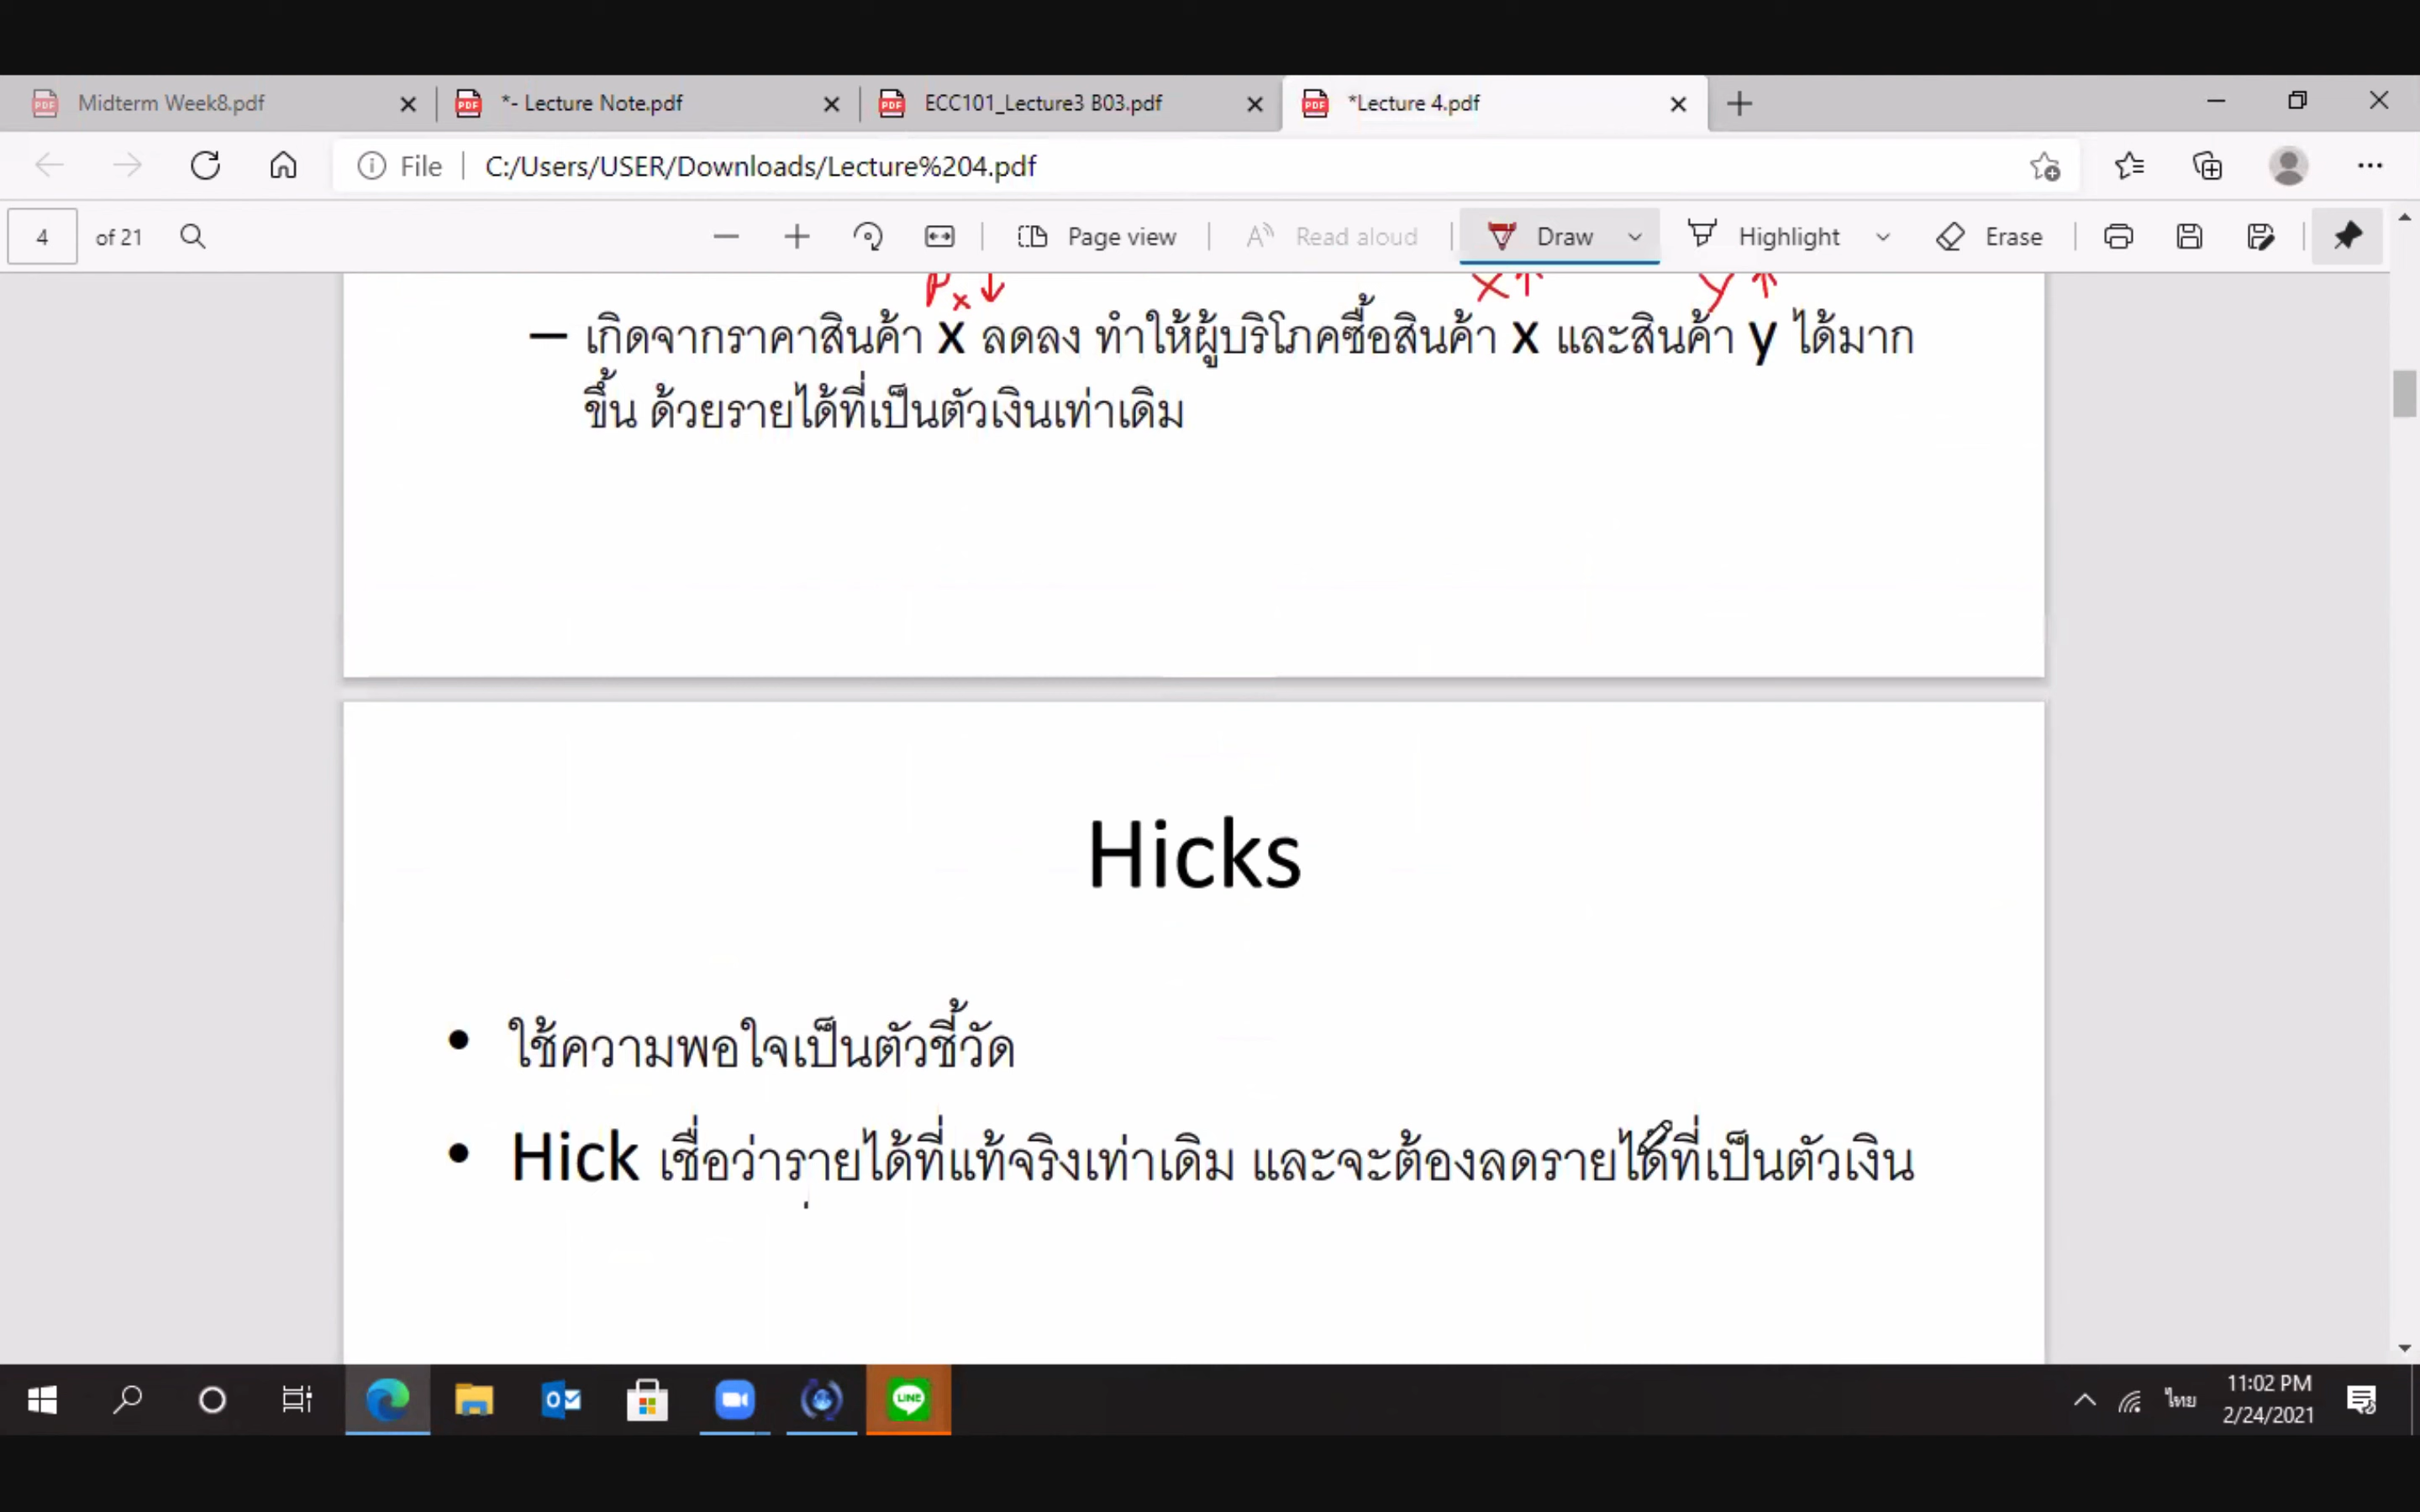 Midterm Week8.pdf
*- Lecture Note.pdf
ECC101_Lecture3 B03.pdf
*Lecture 4.pdf
File
C:/Users/USER/Downloads/Lecture%204.pdf
4 of 21
Page view
Read aloud
Draw
Highlight
Erase
Px ↓ X ↑ y ↑
– เกิดจากราคาสินค้า x ลดลง ทำให้ผู้บริโภคซื้อสินค้า x และสินค้า y ได้มาก
ขึ้น ด้วยรายได้ที่เป็นตัวเงินเท่าเดิม
Hicks
• ใช้ความพอใจเป็นตัวชี้วัด
• Hick เชื่อว่ารายได้ที่แท้จริงเท่าเดิม และจะต้องลดรายได้ที่เป็นตัวเงิน
LINE
ไทย
11:02 PM
2/24/2021